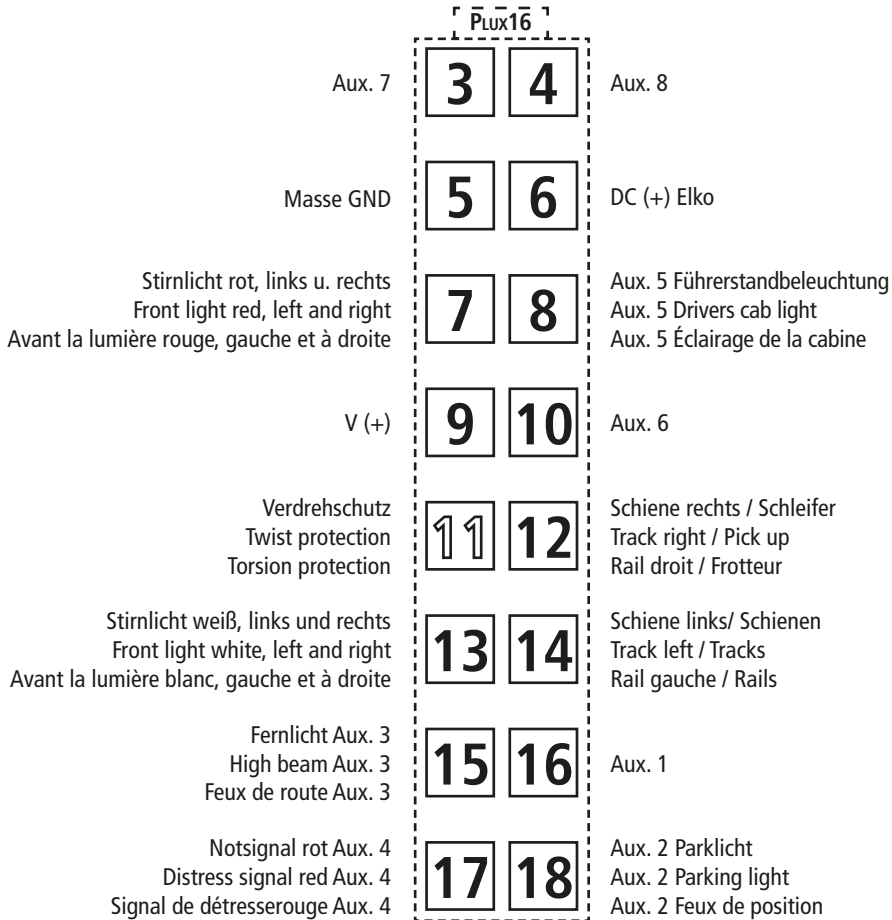 PLUX16
Aux. 7
3 4
Aux. 8
Masse GND
5 6
DC (+) Elko
Stirnlicht rot, links u. rechts
Front light red, left and right
Avant la lumière rouge, gauche et à droite
7 8
Aux. 5 Führerstandbeleuchtung
Aux. 5 Drivers cab light
Aux. 5 Éclairage de la cabine
V (+)
9 10
Aux. 6
Verdrehschutz
Twist protection
Torsion protection
11 12
Schiene rechts / Schleifer
Track right / Pick up
Rail droit / Frotteur
Stirnlicht weiß, links und rechts
Front light white, left and right
Avant la lumière blanc, gauche et à droite
13 14
Schiene links/ Schienen
Track left / Tracks
Rail gauche / Rails
Fernlicht Aux. 3
High beam Aux. 3
Feux de route Aux. 3
15 16
Aux. 1
Notsignal rot Aux. 4
Distress signal red Aux. 4
Signal de détresserouge Aux. 4
17 18
Aux. 2 Parklicht
Aux. 2 Parking light
Aux. 2 Feux de position